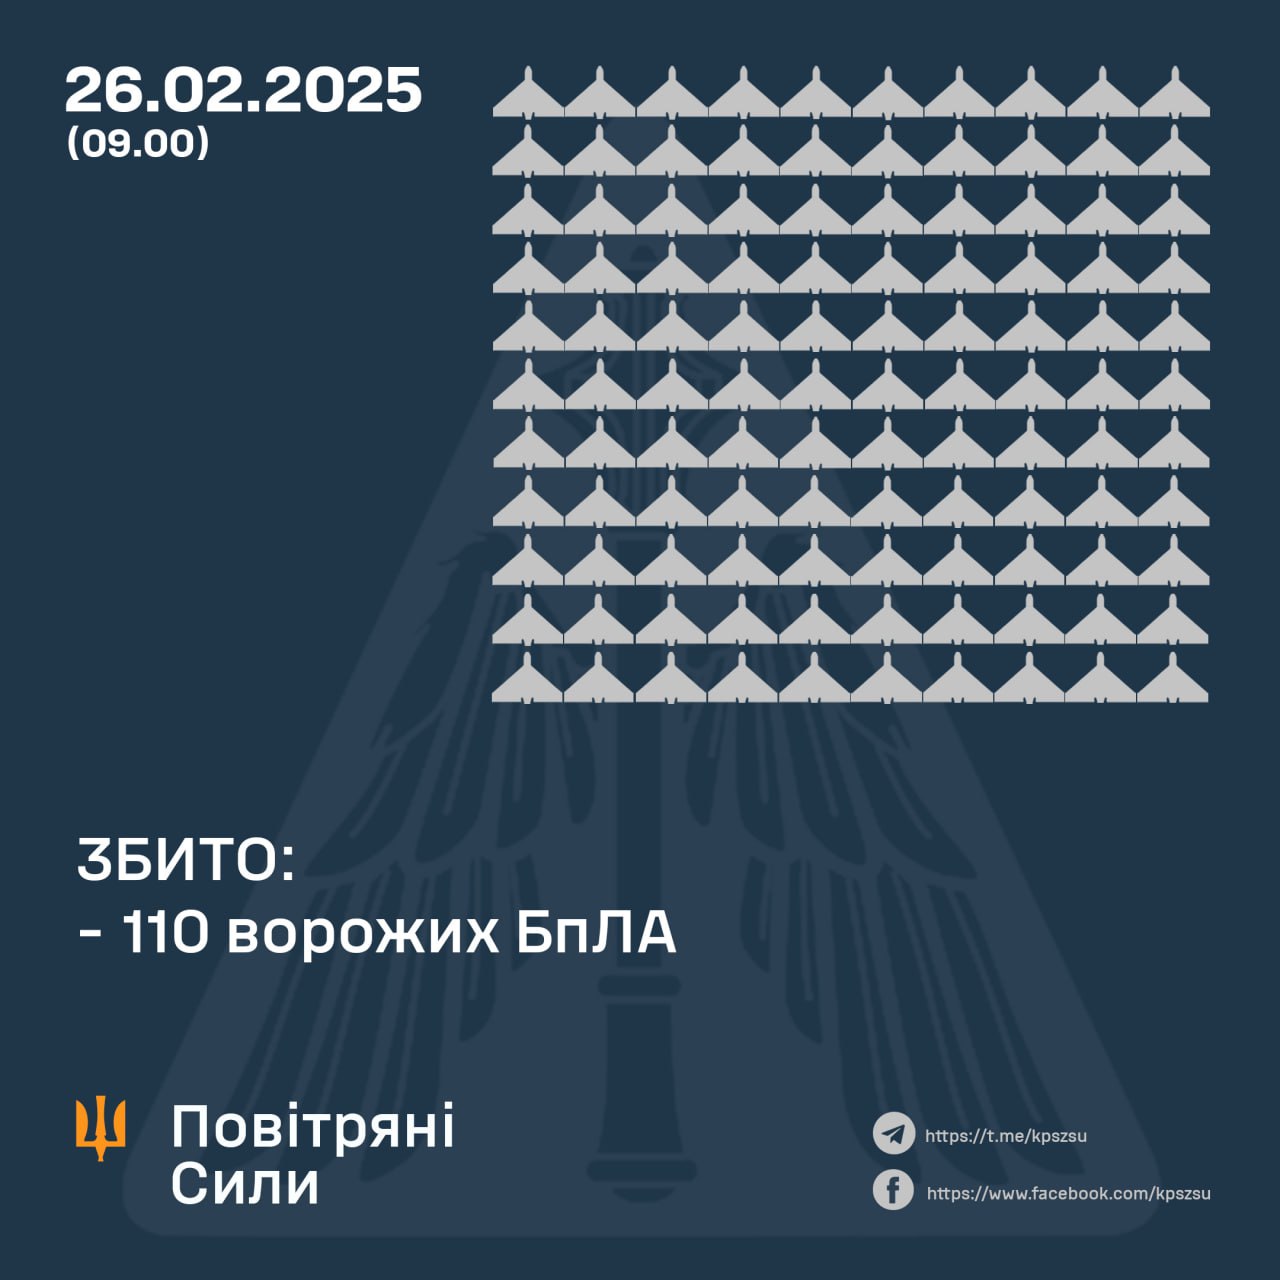 26.02.2025
(09.00)
ЗБИТО:
- 110 ворожих БпЛА
Повітряні
Сили
https://t.me/kpszsu
https://www.facebook.com/kpszsu